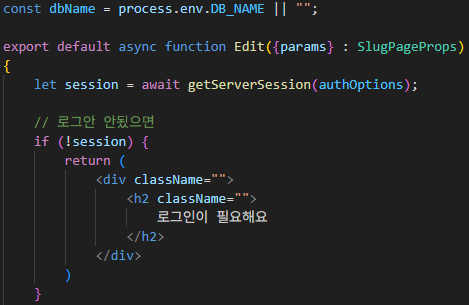 const dbName = process.env.DB_NAME || "";
export default async function Edit({params} : SlugPageProps)
{
let session = await getServerSession(authOptions);
// 로그안 안됬으면
if (!session) {
return (
<div className="">
<h2 className="">
로그인이 필요해요
</h2>
</div>
)
}